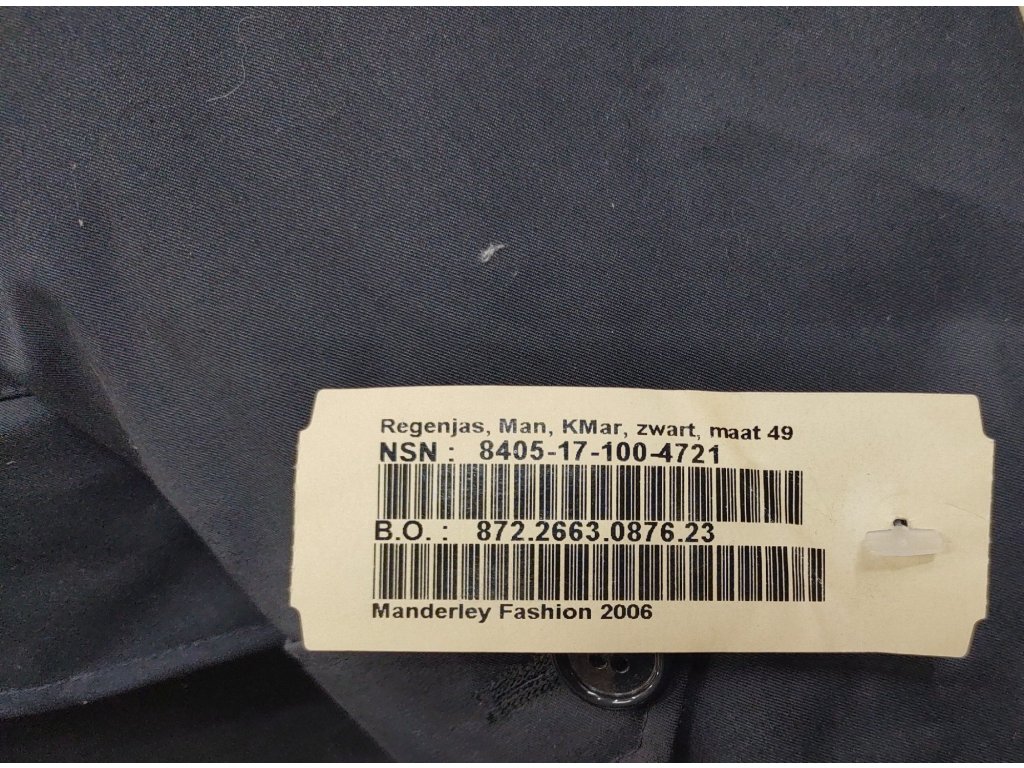 Regenjas, Man, KMar, zwart, maat 49
NSN : 8405-17-100-4721
B.O. : 872.2663.0876.23
Manderley Fashion 2006